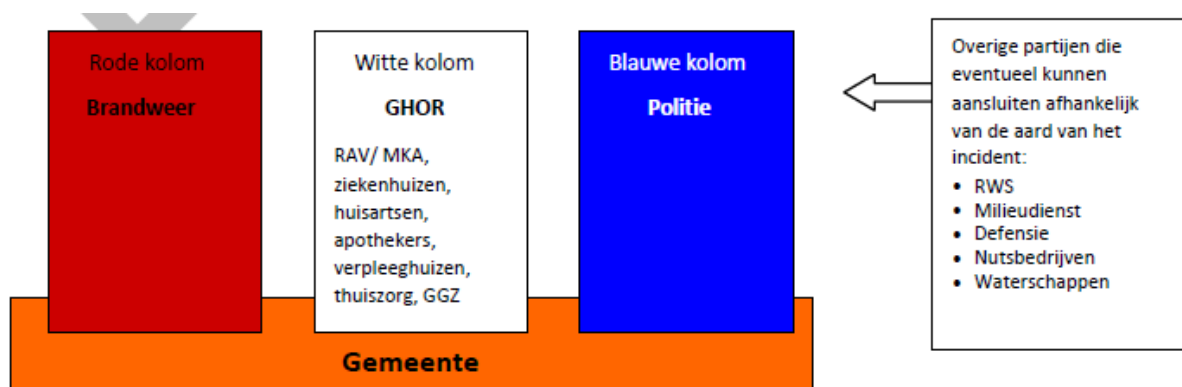 Rode kolom
Brandweer
Witte kolom
GHOR
RAV/ MKA,
ziekenhuizen,
huisartsen,
apothekers,
verpleeghuizen,
thuiszorg, GGZ
Blauwe kolom
Politie
Overige partijen die
eventueel kunnen
aansluiten afhankelijk
van de aard van het
incident:
• RWS
• Milieudienst
• Defensie
• Nutsbedrijven
• Waterschappen
Gemeente